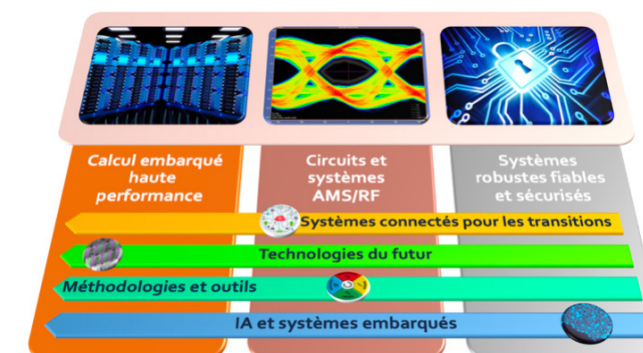 Calcul embarqué
haute
performance
Circuits et
systèmes
AMS/RF
Systèmes
robustes fiables
et sécurisés
Systèmes connectés pour les transitions
Technologies du futur
Méthodologies et outils
IA et systèmes embarqués